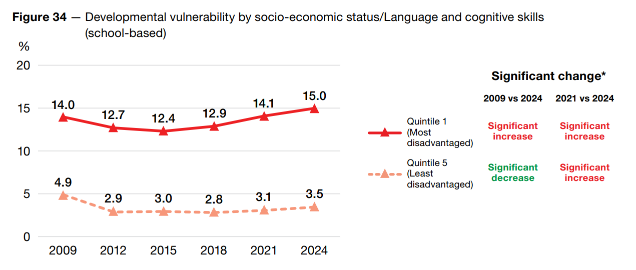 Figure 34 — Developmental vulnerability by socio-economic status/Language and cognitive skills
(school-based)
%
20
15
10
5
0
14.0
12.7
12.4
12.9
14.1
15.0
4.9
2.9
3.0
2.8
3.1
3.5
2009
2012
2015
2018
2021
2024
Significant change*
2009 vs 2024
2021 vs 2024
Quintile 1
(Most
disadvantaged)
Significant
increase
Significant
increase
Quintile 5
(Least
disadvantaged)
Significant
decrease
Significant
increase